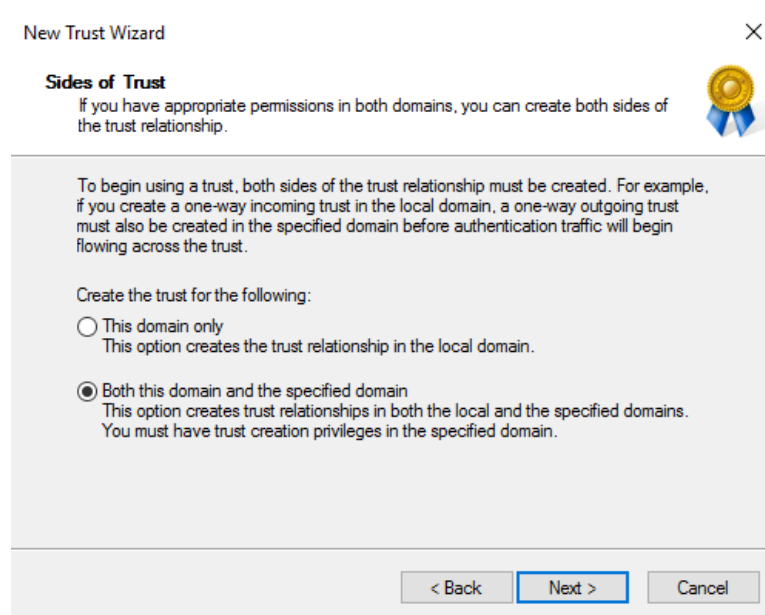 New Trust Wizard
Sides of Trust
If you have appropriate permissions in both domains, you can create both sides of
the trust relationship.
To begin using a trust, both sides of the trust relationship must be created. For example,
if you create a one-way incoming trust in the local domain, a one-way outgoing trust
must also be created in the specified domain before authentication traffic will begin
flowing across the trust.
Create the trust for the following:
This domain only
This option creates the trust relationship in the local domain.
Both this domain and the specified domain
This option creates trust relationships in both the local and the specified domains.
You must have trust creation privileges in the specified domain.
< Back
Next >
Cancel